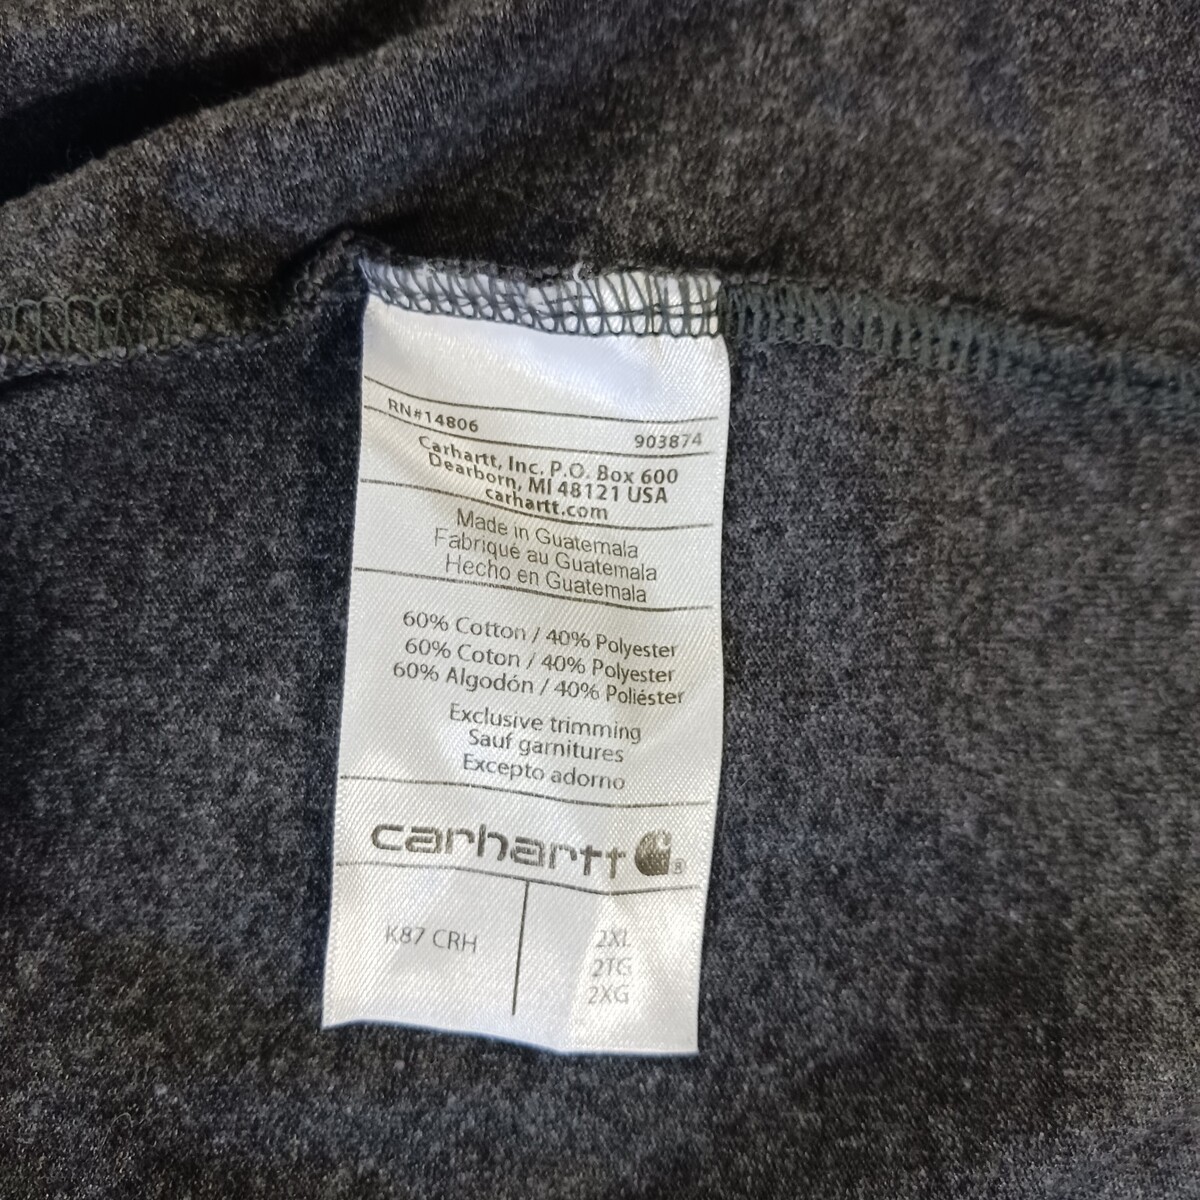 RN#14806 903874
Carhartt, Inc. P.O. Box 600
Dearborn, MI 48121 USA
carhartt.com
Made in Guatemala
Fabriqué au Guatemala
Hecho en Guatemala
60% Cotton / 40% Polyester
60% Coton / 40% Polyester
60% Algodón / 40% Poliéster
Exclusive trimming
Sauf garnitures
Excepto adorno
carhartt ®
K87 CRH 2XL
2TG
2XG